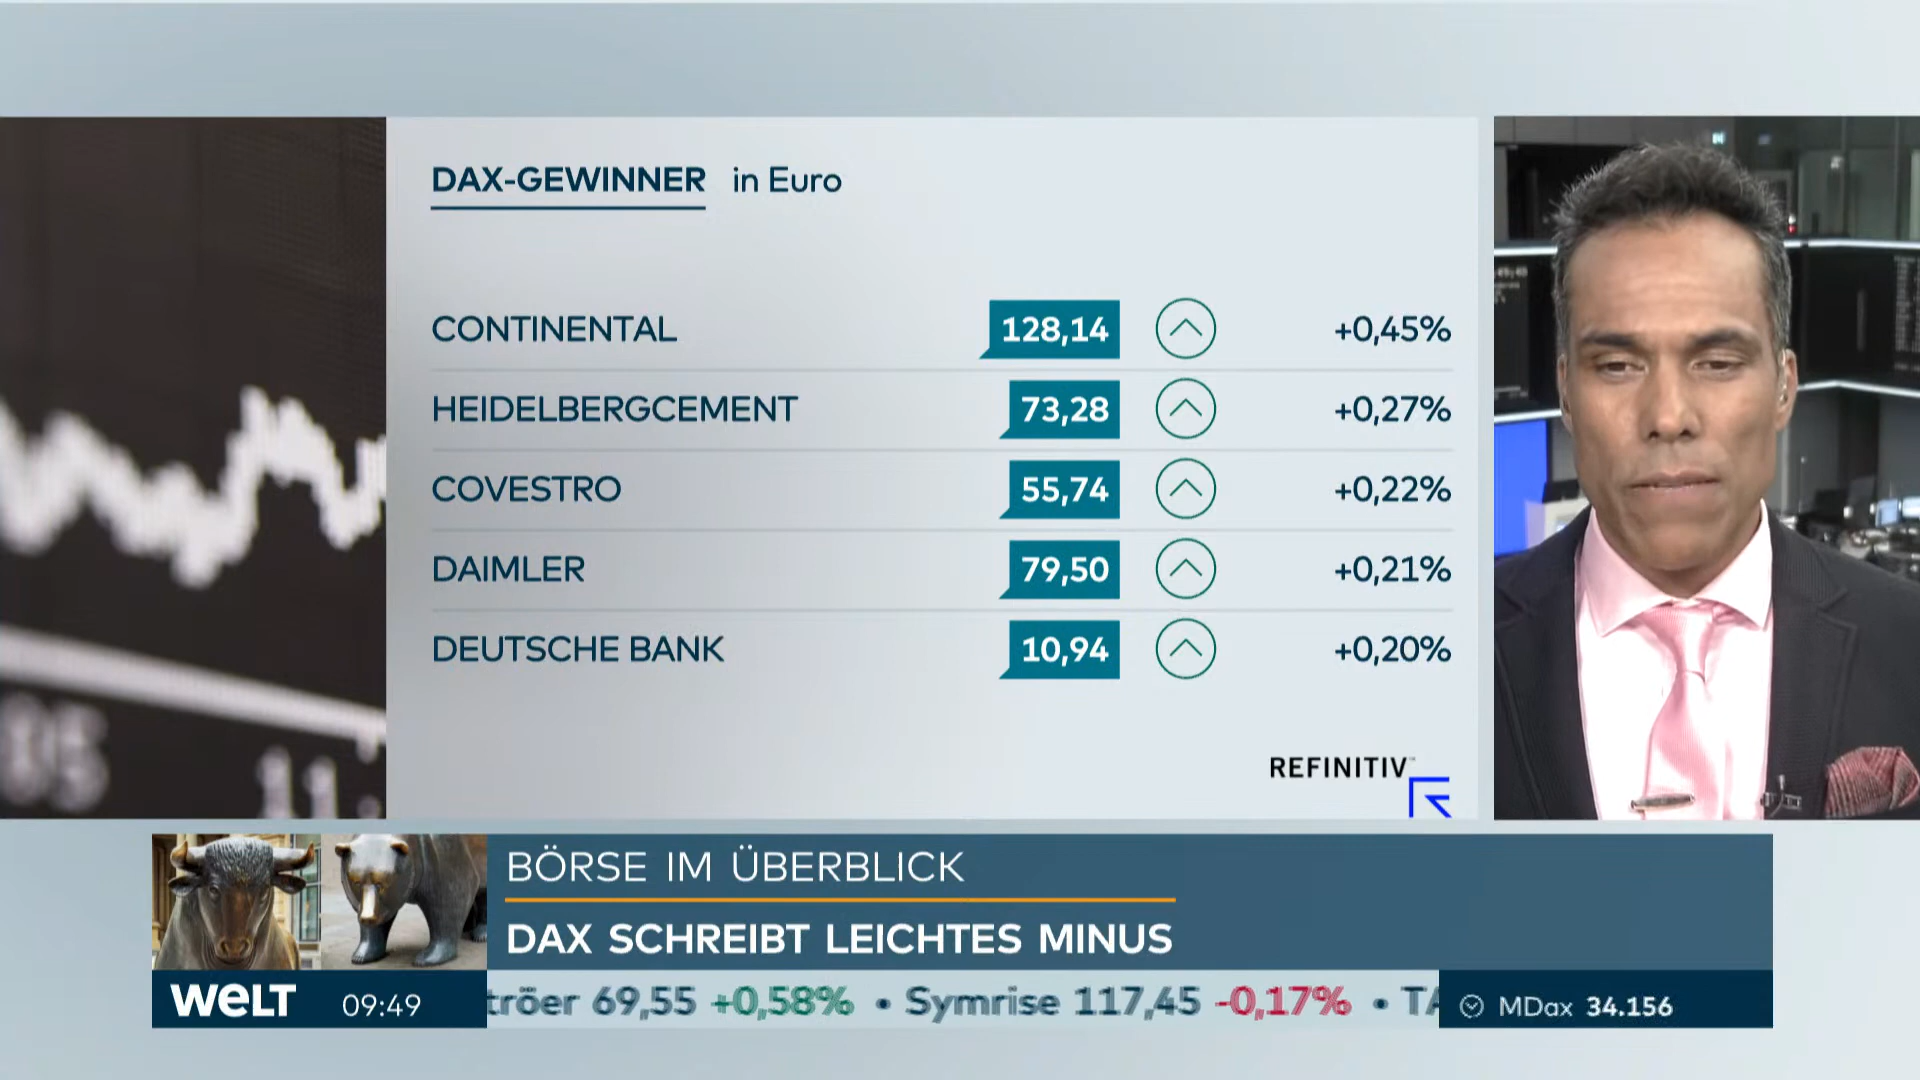 DAX-GEWINNER in Euro
CONTINENTAL 128,14 +0,45%
HEIDELBERGCEMENT 73,28 +0,27%
COVESTRO 55,74 +0,22%
DAIMLER 79,50 +0,21%
DEUTSCHE BANK 10,94 +0,20%
REFINITIV™
BÖRSE IM ÜBERBLICK
DAX SCHREIBT LEICHTES MINUS
WELT 09:49 tröer 69,55 +0,58% • Symrise 117,45 -0,17% • TA MDax 34.156